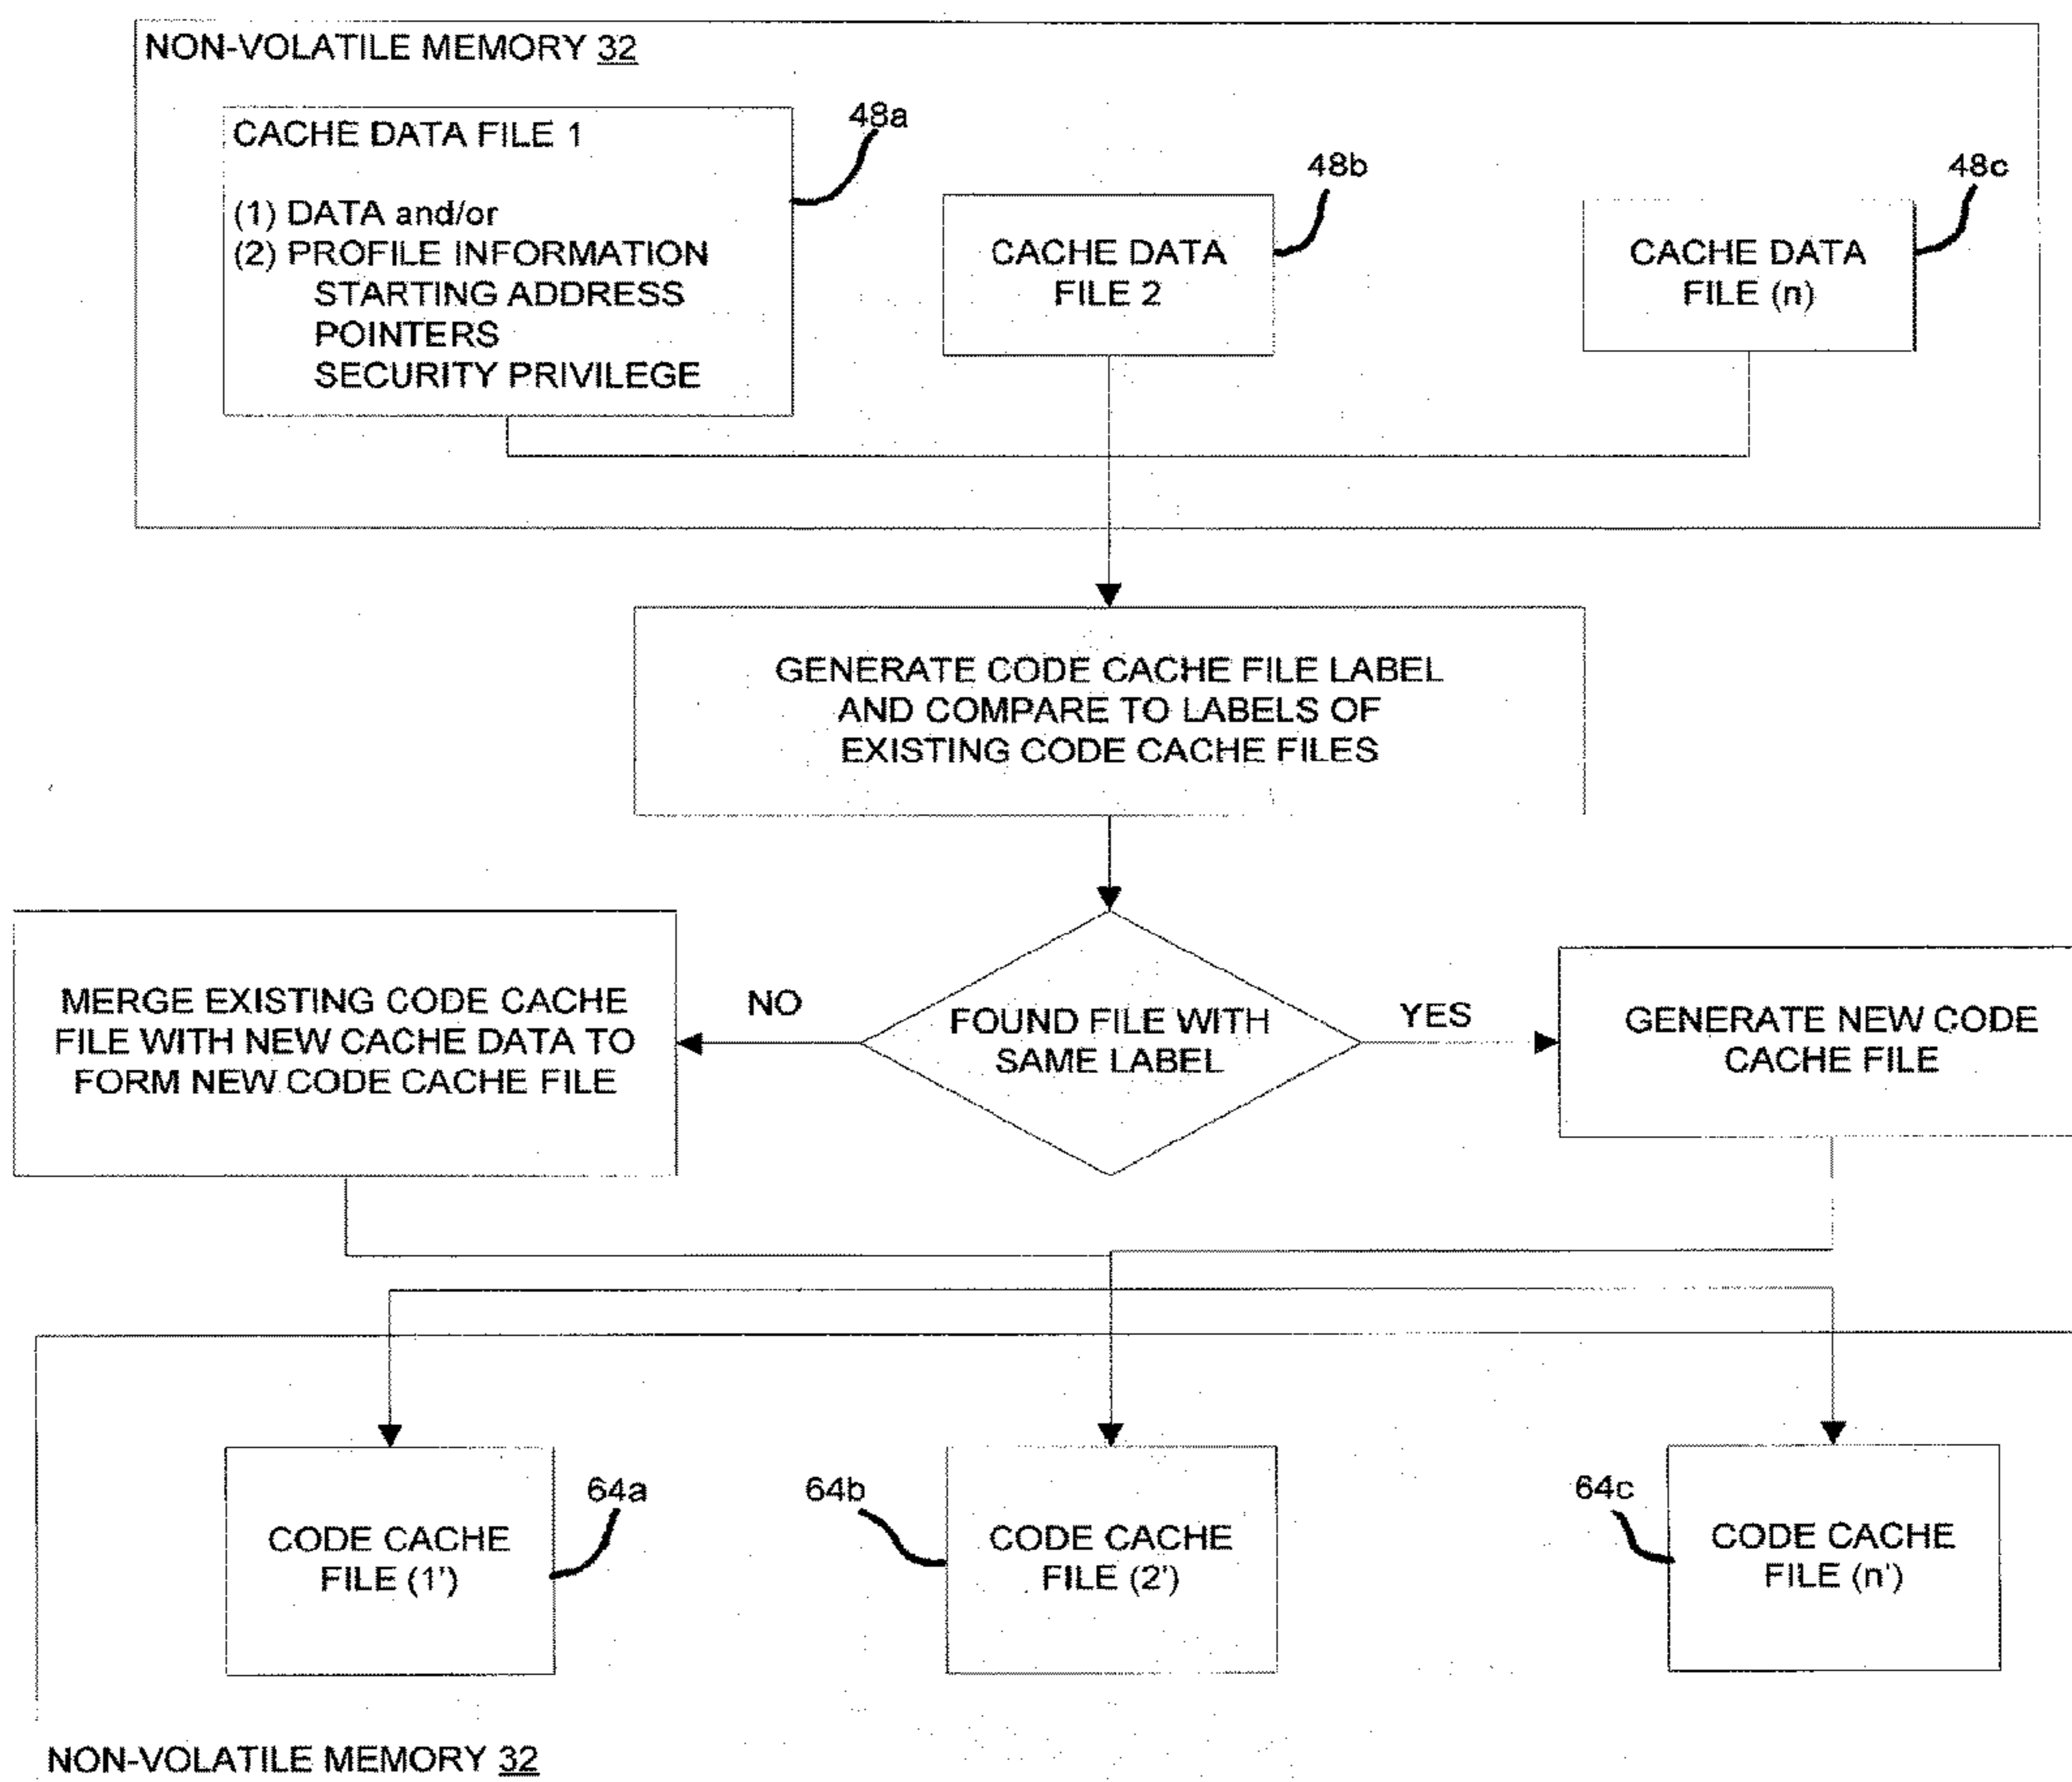 NON-VOLATILE MEMORY 32
CACHE DATA FILE 1
48a
(1) DATA and/or
(2) PROFILE INFORMATION
STARTING ADDRESS
POINTERS
SECURITY PRIVILEGE
48b
CACHE DATA
FILE 2
48c
CACHE DATA
FILE (n)
GENERATE CODE CACHE FILE LABEL
AND COMPARE TO LABELS OF
EXISTING CODE CACHE FILES
MERGE EXISTING CODE CACHE
FILE WITH NEW CACHE DATA TO
FORM NEW CODE CACHE FILE
NO
FOUND FILE WITH
SAME LABEL
YES
GENERATE NEW CODE
CACHE FILE
CODE CACHE
FILE (1')
64a
64b
CODE CACHE
FILE (2')
64c
CODE CACHE
FILE (n')
NON-VOLATILE MEMORY 32